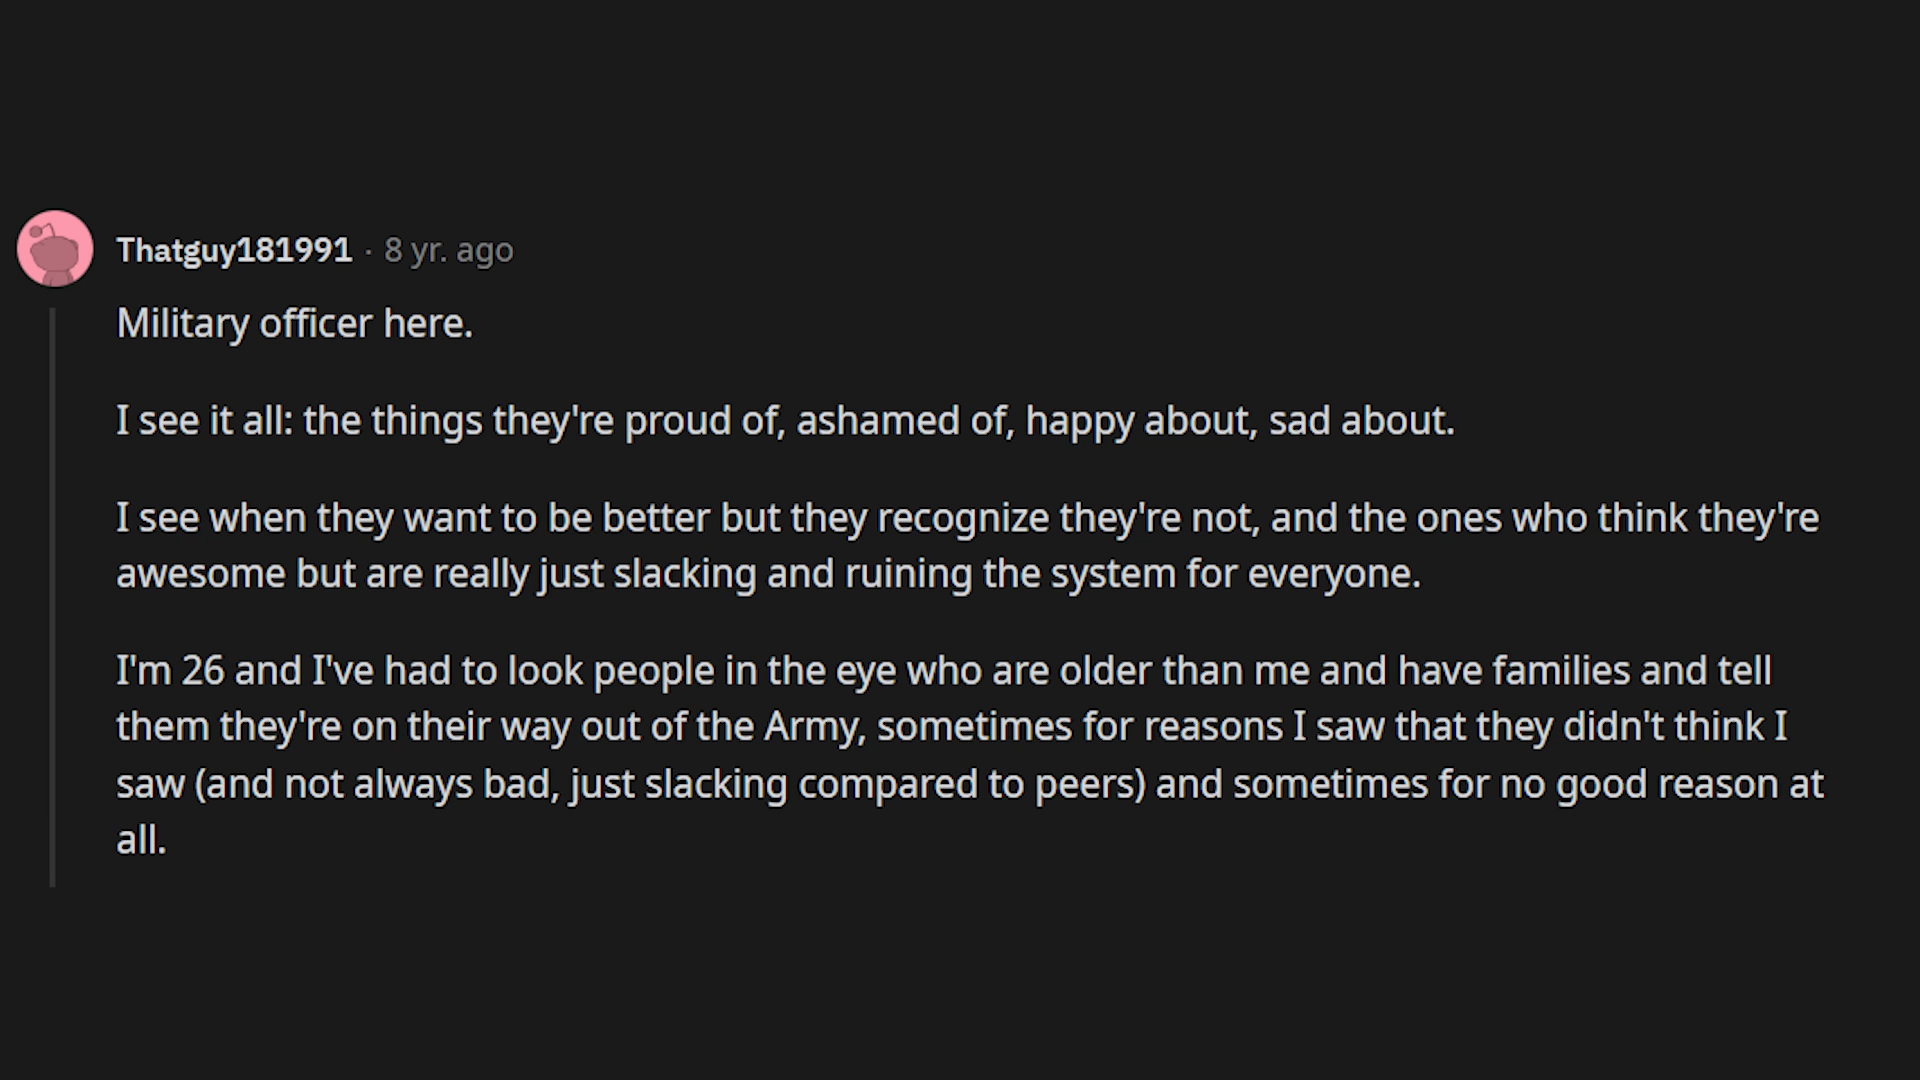 Thatguy181991 · 8 yr. ago
Military officer here.
I see it all: the things they're proud of, ashamed of, happy about, sad about.
I see when they want to be better but they recognize they're not, and the ones who think they're
awesome but are really just slacking and ruining the system for everyone.
I'm 26 and I've had to look people in the eye who are older than me and have families and tell
them they're on their way out of the Army, sometimes for reasons I saw that they didn't think I
saw (and not always bad, just slacking compared to peers) and sometimes for no good reason at
all.